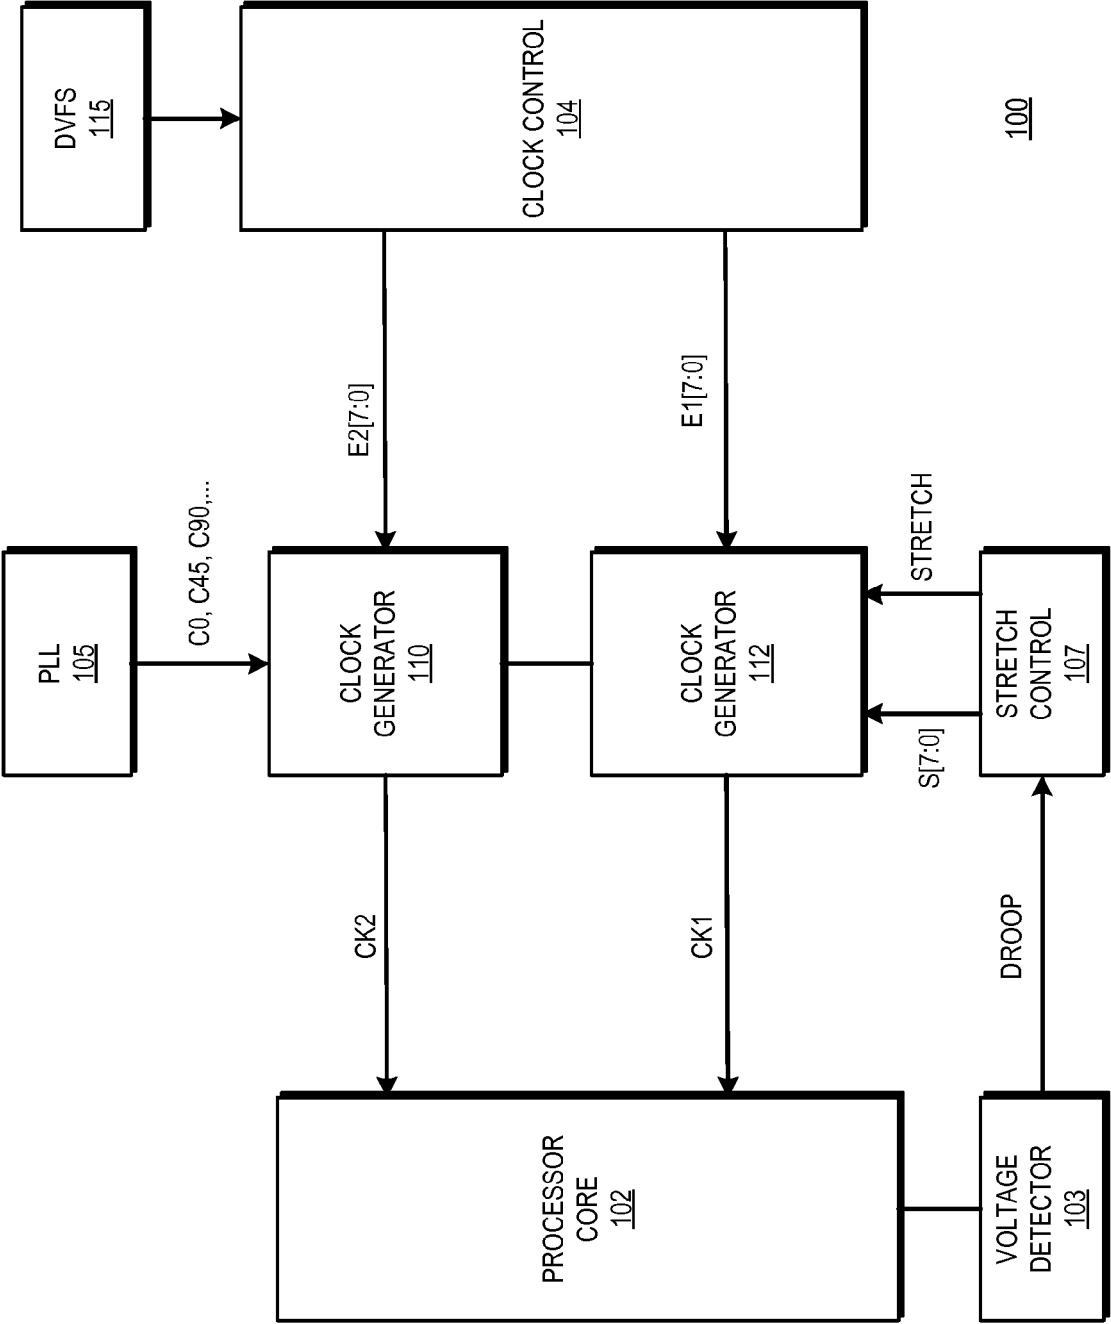 DVFS
115
CLOCK CONTROL
104
100
E2[7:0]
E1[7:0]
PLL
105
C0, C45, C90,...
CLOCK
GENERATOR
110
CLOCK
GENERATOR
112
STRETCH
S[7:0]
STRETCH
CONTROL
107
CK2
CK1
DROOP
PROCESSOR
CORE
102
VOLTAGE
DETECTOR
103